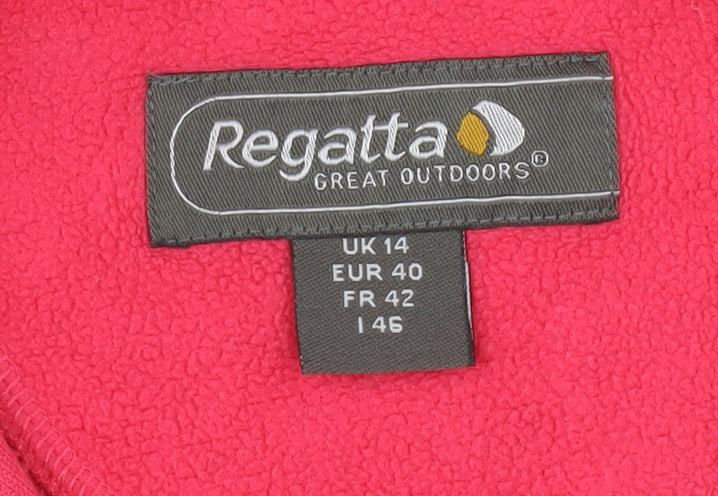 Regatta
GREAT OUTDOORS®
UK 14
EUR 40
FR 42
I 46